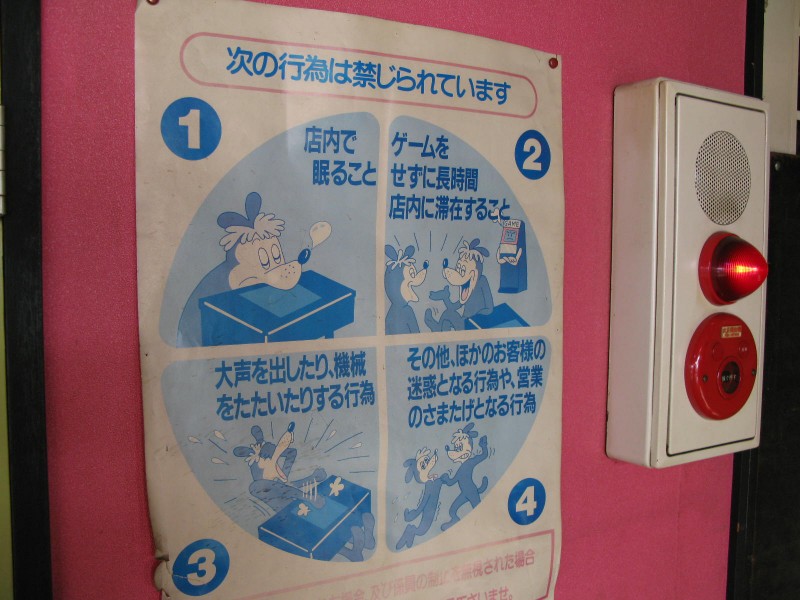 次の行為は禁じられています
1
店内で
眠ること
2
ゲームを
せずに長時間
店内に滞在すること
大声を出したり、機械
をたたいたりする行為
3
その他、ほかのお客様の
迷惑となる行為や、営業
のさまたげとなる行為
4